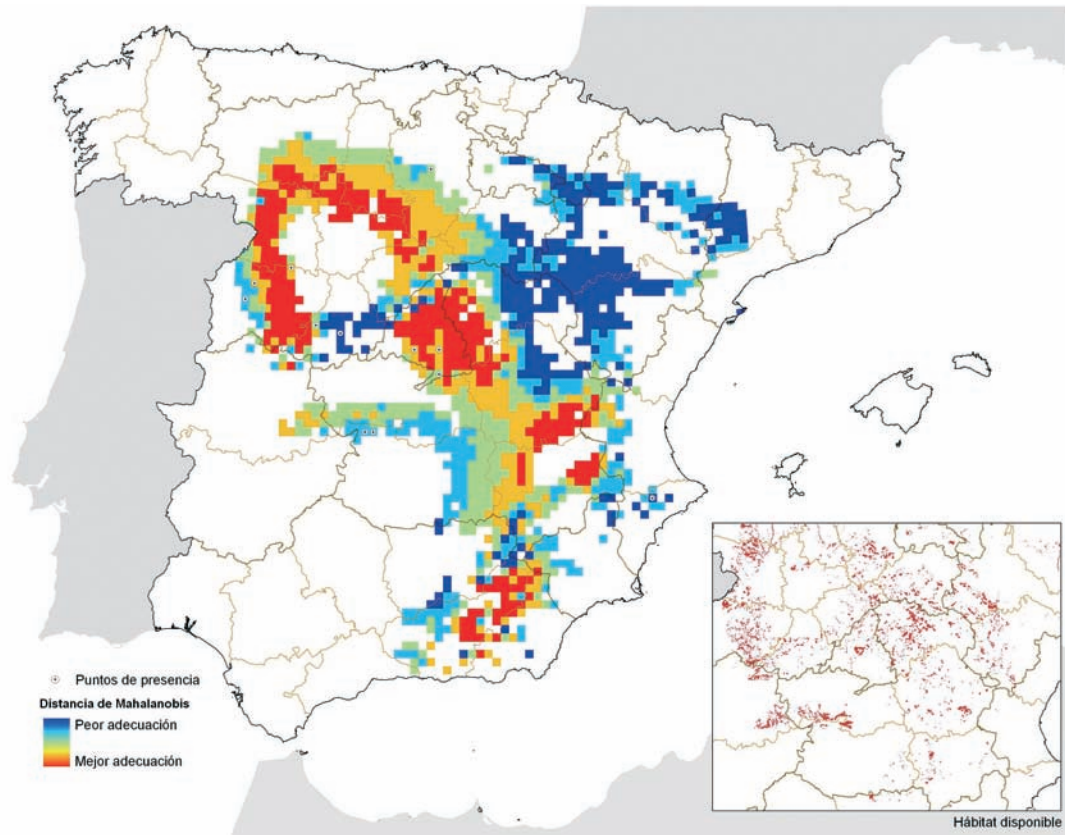 Puntos de presencia
Distancia de Mahalanobis
Peor adecuación
Mejor adecuación
Hábitat disponible